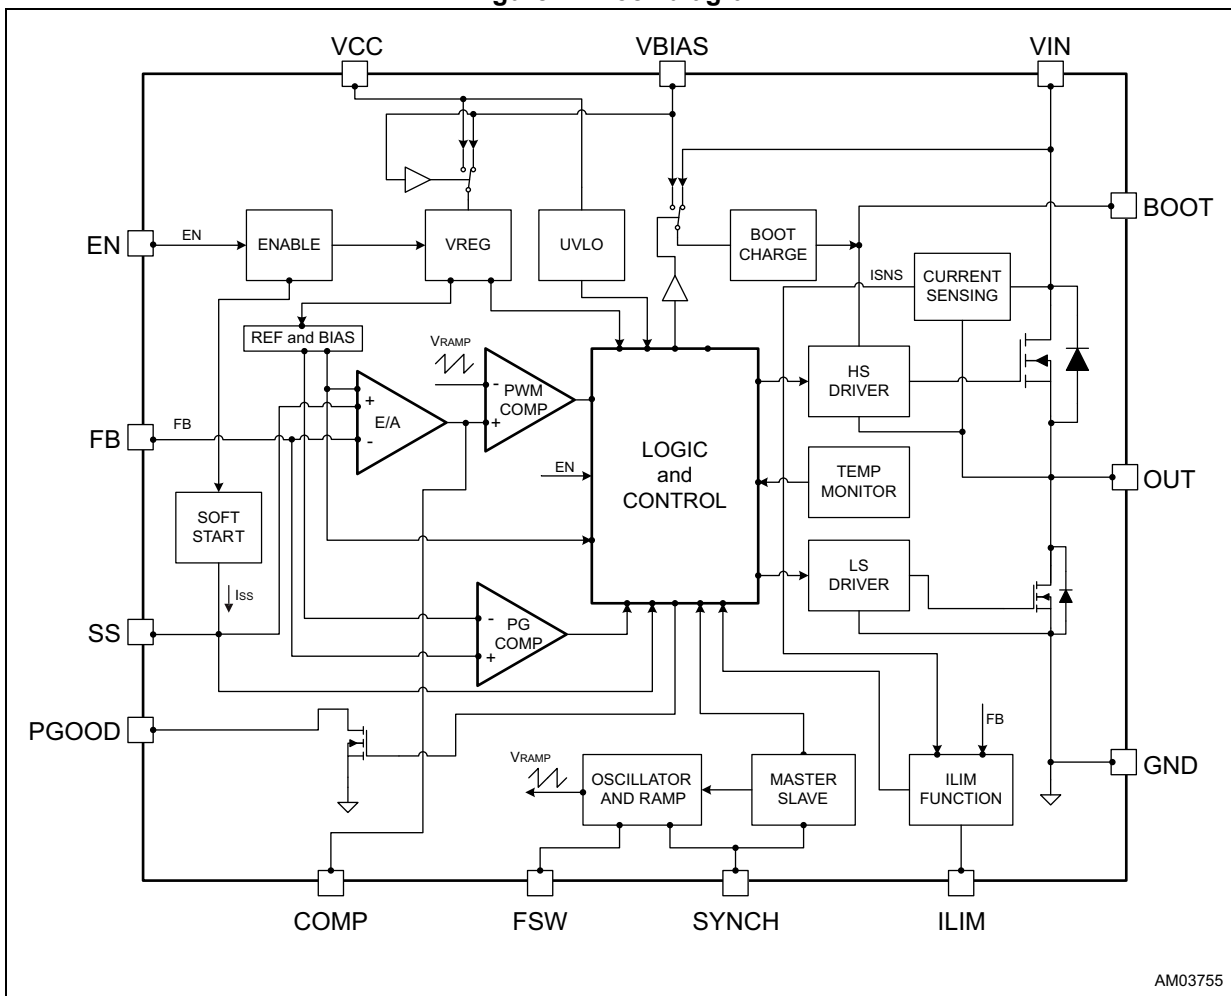 VCC
VBIAS
VIN
BOOT
EN
EN
ENABLE
VREG
UVLO
BOOT
CHARGE
ISNS
CURRENT
SENSING
REF and BIAS
VRAMP
-
PWM
COMP
+
HS
DRIVER
+
E/A
-
FB
FB
LOGIC
and
CONTROL
EN
TEMP
MONITOR
OUT
SOFT
START
LS
DRIVER
ISS
SS
-
PG
COMP
+
PGOOD
FB
VRAMP
OSCILLATOR
AND RAMP
MASTER
SLAVE
ILIM
FUNCTION
GND
COMP
FSW
SYNCH
ILIM
AM03755